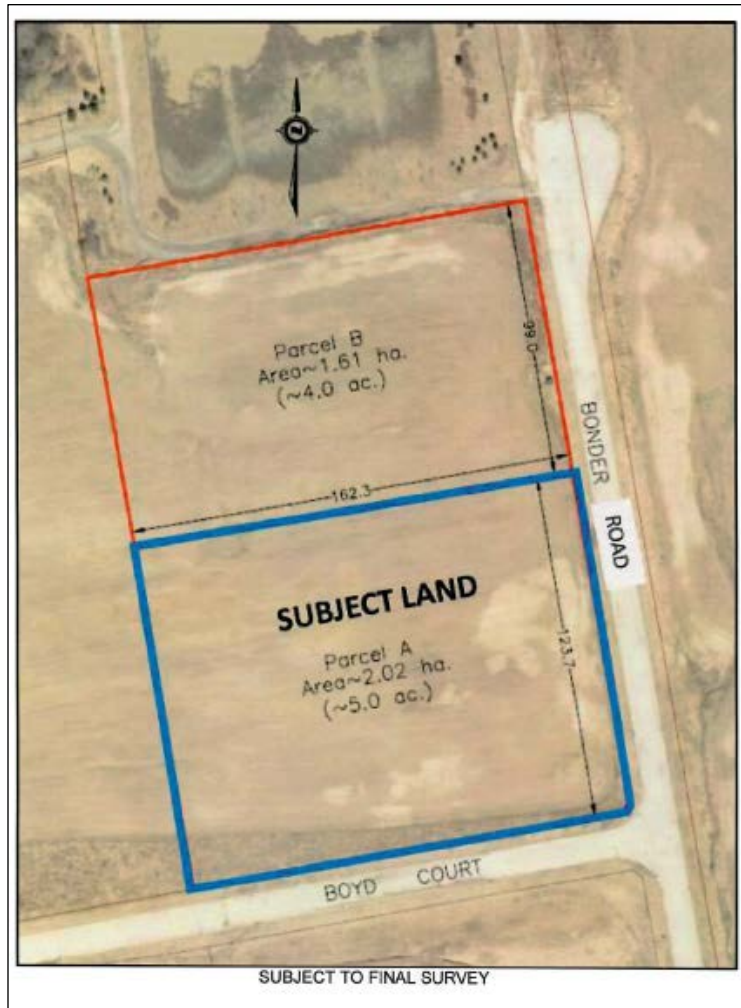 Z
Parcel B
Area~1.61 ha.
(~4.0 ac.)
99.0
162.3
BONDER
ROAD
SUBJECT LAND
Parcel A
Area~2.02 ha.
(~5.0 ac.)
123.7
BOYD COURT
SUBJECT TO FINAL SURVEY